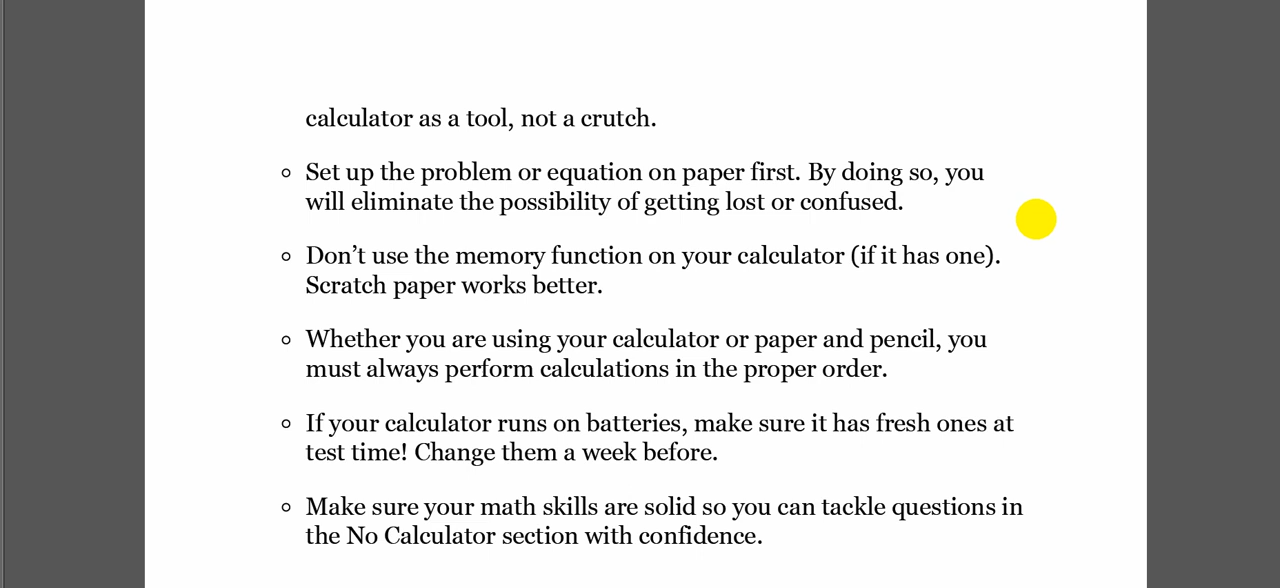 calculator as a tool, not a crutch.
Set up the problem or equation on paper first. By doing so, you
will eliminate the possibility of getting lost or confused.
Don’t use the memory function on your calculator (if it has one).
Scratch paper works better.
Whether you are using your calculator or paper and pencil, you
must always perform calculations in the proper order.
If your calculator runs on batteries, make sure it has fresh ones at
test time! Change them a week before.
Make sure your math skills are solid so you can tackle questions in
the No Calculator section with confidence.